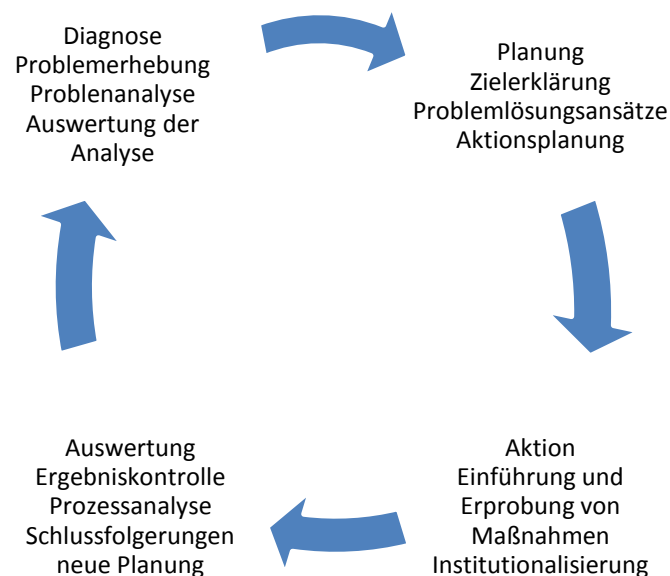 Diagnose
Problemerhebung
Problenanalyse
Auswertung der
Analyse
Planung
Zielerklärung
Problemlösungsansätze
Aktionsplanung
Aktion
Einführung und
Erprobung von
Maßnahmen
Institutionalisierung
Auswertung
Ergebniskontrolle
Prozessanalyse
Schlussfolgerungen
neue Planung